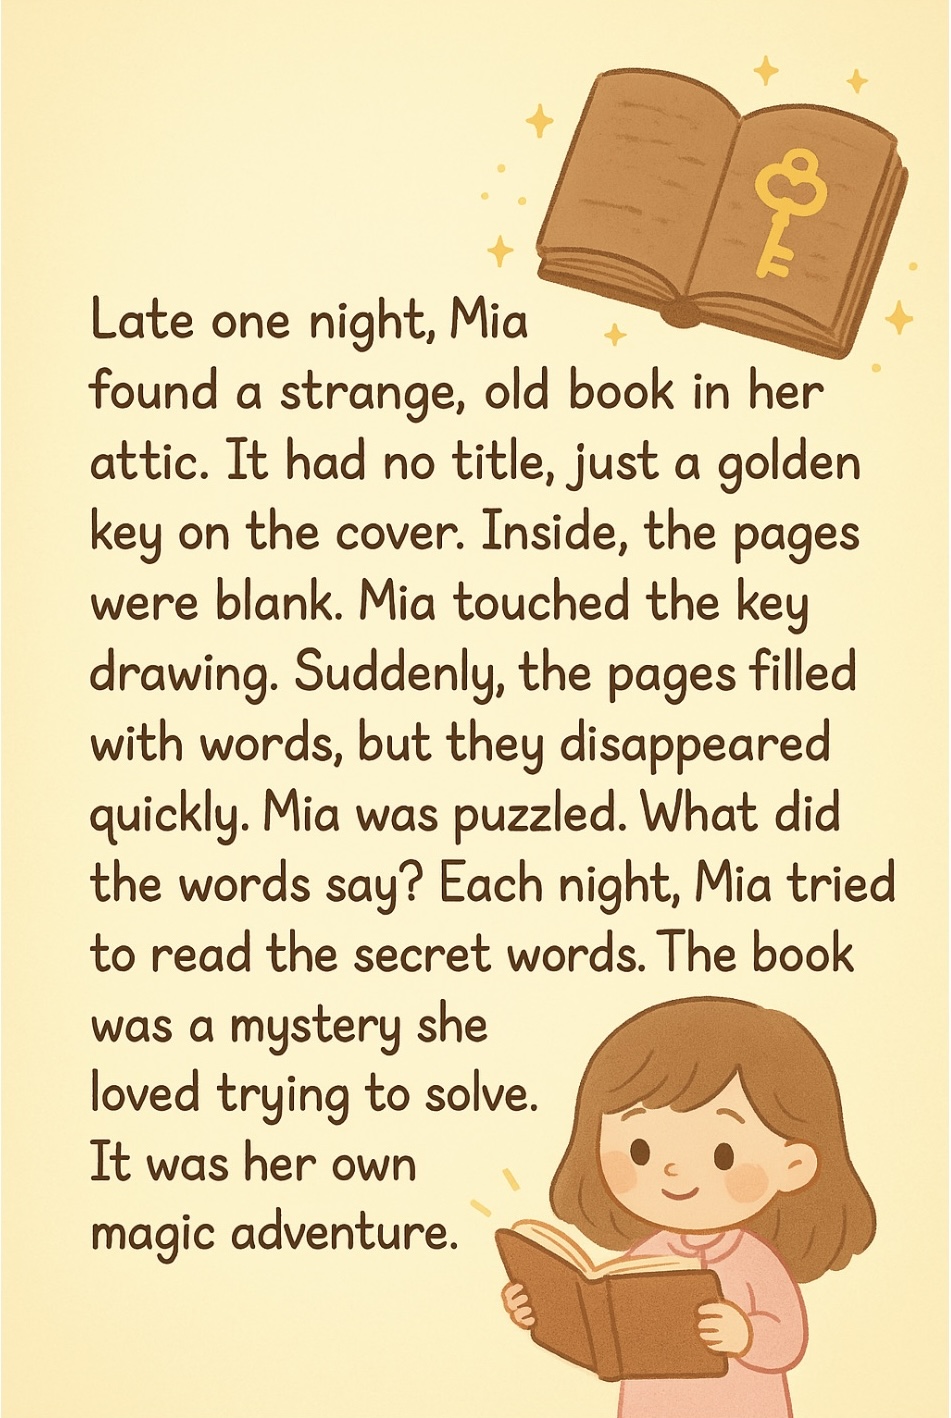 Late one night, Mia
found a strange, old book in her
attic. It had no title, just a golden
key on the cover. Inside, the pages
were blank. Mia touched the key
drawing. Suddenly, the pages filled
with words, but they disappeared
quickly. Mia was puzzled. What did
the words say? Each night, Mia tried
to read the secret words. The book
was a mystery she
loved trying to solve.
It was her own
magic adventure.